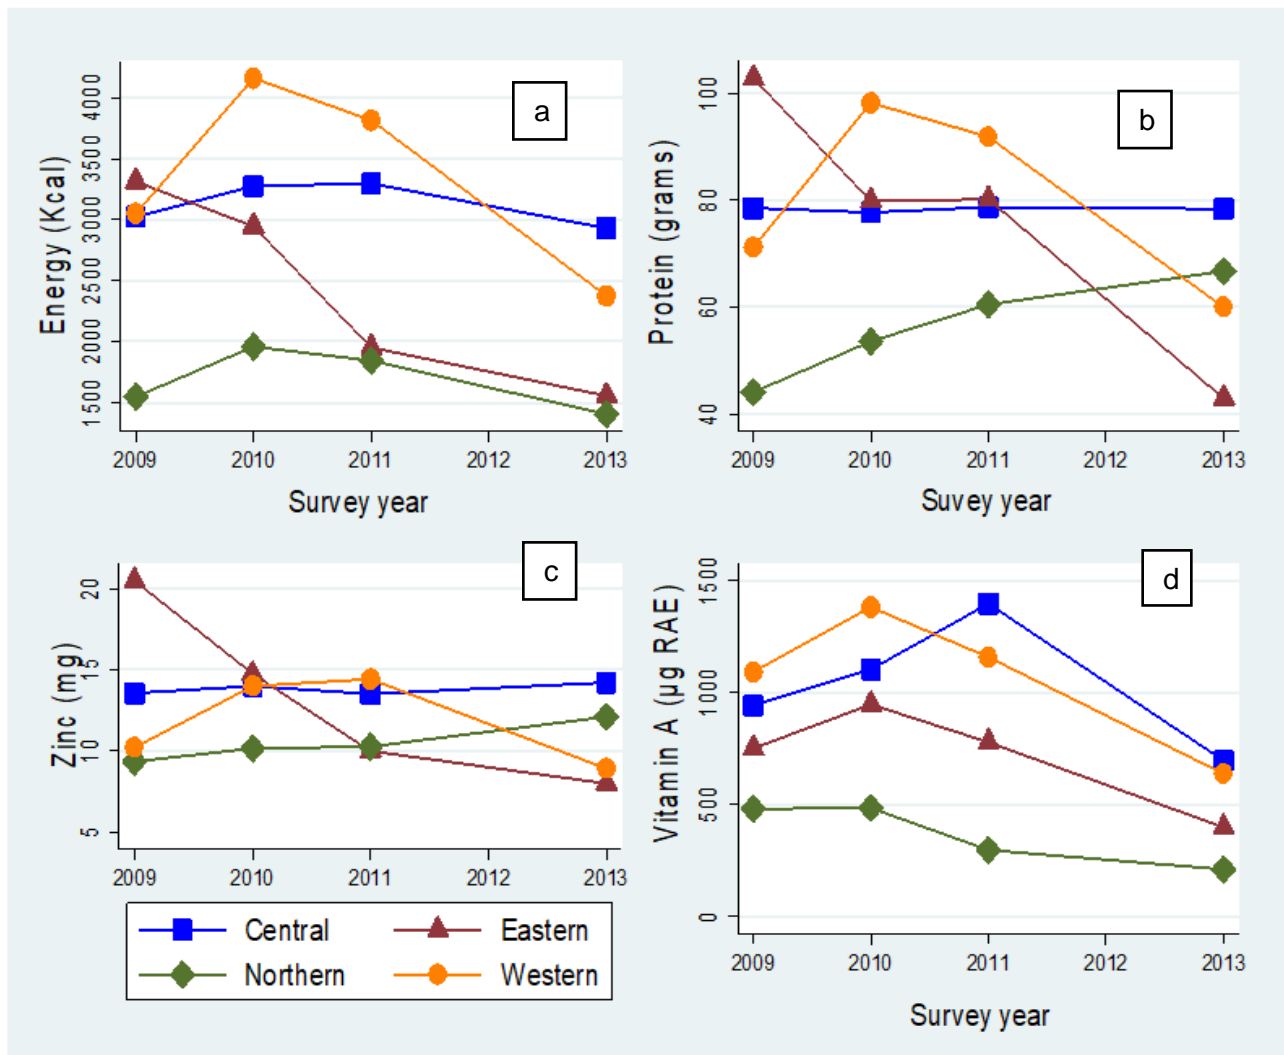 a
Energy (Kcal)
4000
3500
3000
2500
2000
1500
2009 2010 2011 2012 2013
Survey year
b
Protein (grams)
100
80
60
40
2009 2010 2011 2012 2013
Suvey year
c
Zinc (mg)
20
15
10
5
2009 2010 2011 2012 2013
d
Vitamin A (µg RAE)
1500
1000
500
0
2009 2010 2011 2012 2013
Survey year
Central Eastern
Northern Western